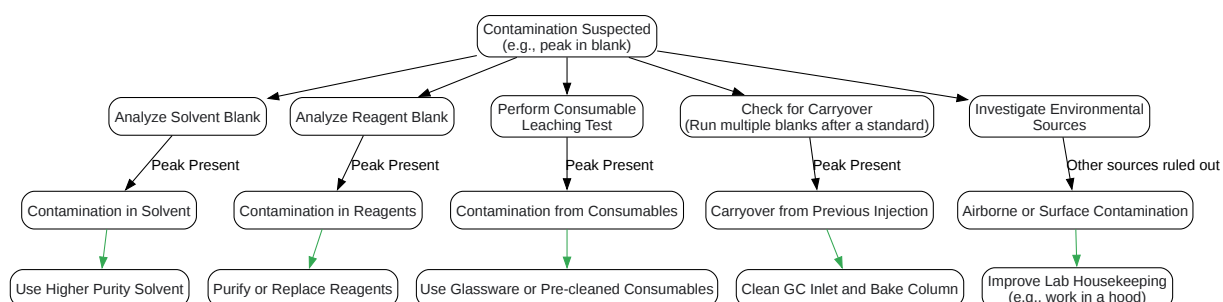 Contamination Suspected
(e.g., peak in blank)
Analyze Solvent Blank
Analyze Reagent Blank
Perform Consumable
Leaching Test
Check for Carryover
(Run multiple blanks after a standard)
Investigate Environmental
Sources
Peak Present
Peak Present
Peak Present
Peak Present
Other sources ruled out
Contamination in Solvent
Contamination in Reagents
Contamination from Consumables
Carryover from Previous Injection
Airborne or Surface Contamination
Use Higher Purity Solvent
Purify or Replace Reagents
Use Glassware or Pre-cleaned Consumables
Clean GC Inlet and Bake Column
Improve Lab Housekeeping
(e.g., work in a hood)